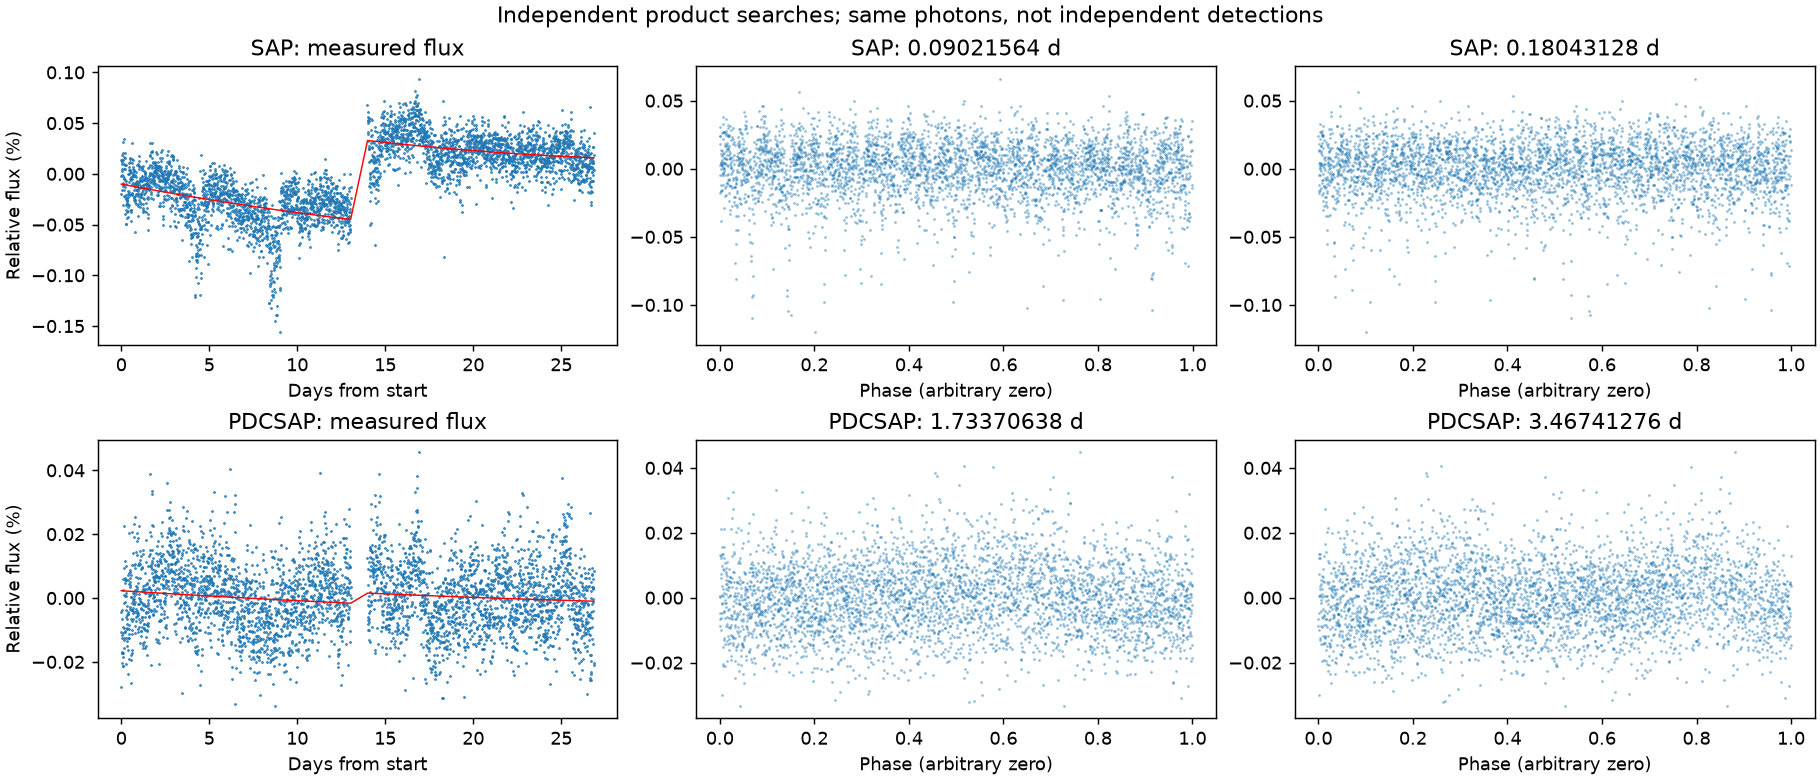 Independent product searches; same photons, not independent detections
SAP: measured flux
SAP: 0.09021564 d
SAP: 0.18043128 d
Relative flux (%)
0.10
0.05
0.00
−0.05
−0.10
−0.15
0 5 10 15 20 25
Days from start
0.05
0.00
−0.05
−0.10
0.0 0.2 0.4 0.6 0.8 1.0
Phase (arbitrary zero)
0.05
0.00
−0.05
−0.10
0.0 0.2 0.4 0.6 0.8 1.0
Phase (arbitrary zero)
PDCSAP: measured flux
PDCSAP: 1.73370638 d
PDCSAP: 3.46741276 d
Relative flux (%)
0.04
0.02
0.00
−0.02
0 5 10 15 20 25
Days from start
0.04
0.02
0.00
−0.02
0.0 0.2 0.4 0.6 0.8 1.0
Phase (arbitrary zero)
0.04
0.02
0.00
−0.02
0.0 0.2 0.4 0.6 0.8 1.0
Phase (arbitrary zero)